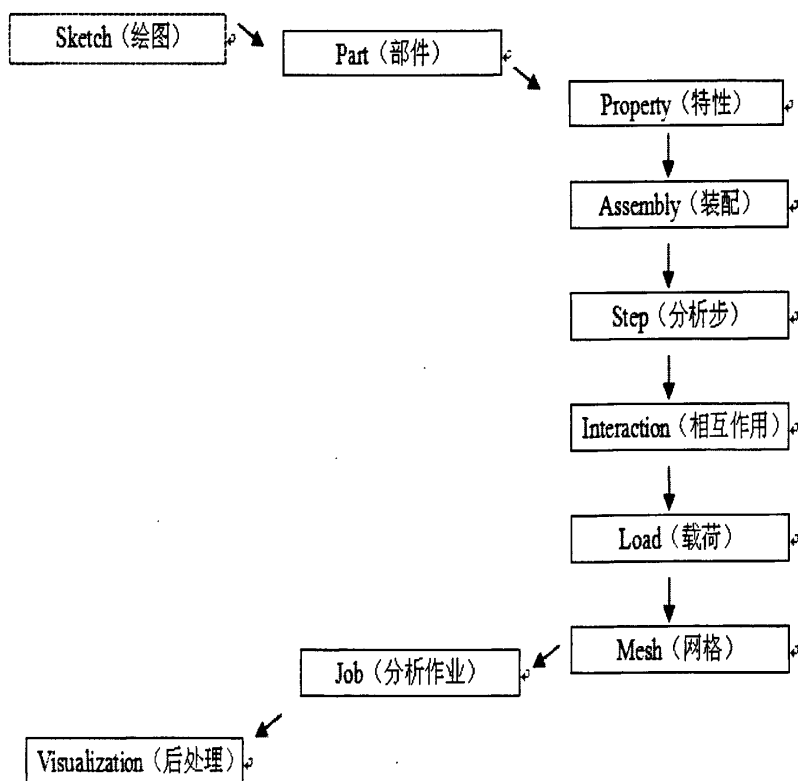 Sketch（绘图）
Part（部件）
Property（特性）
Assembly（装配）
Step（分析步）
Interaction（相互作用）
Load（载荷）
Mesh（网格）
Job（分析作业）
Visualization（后处理）